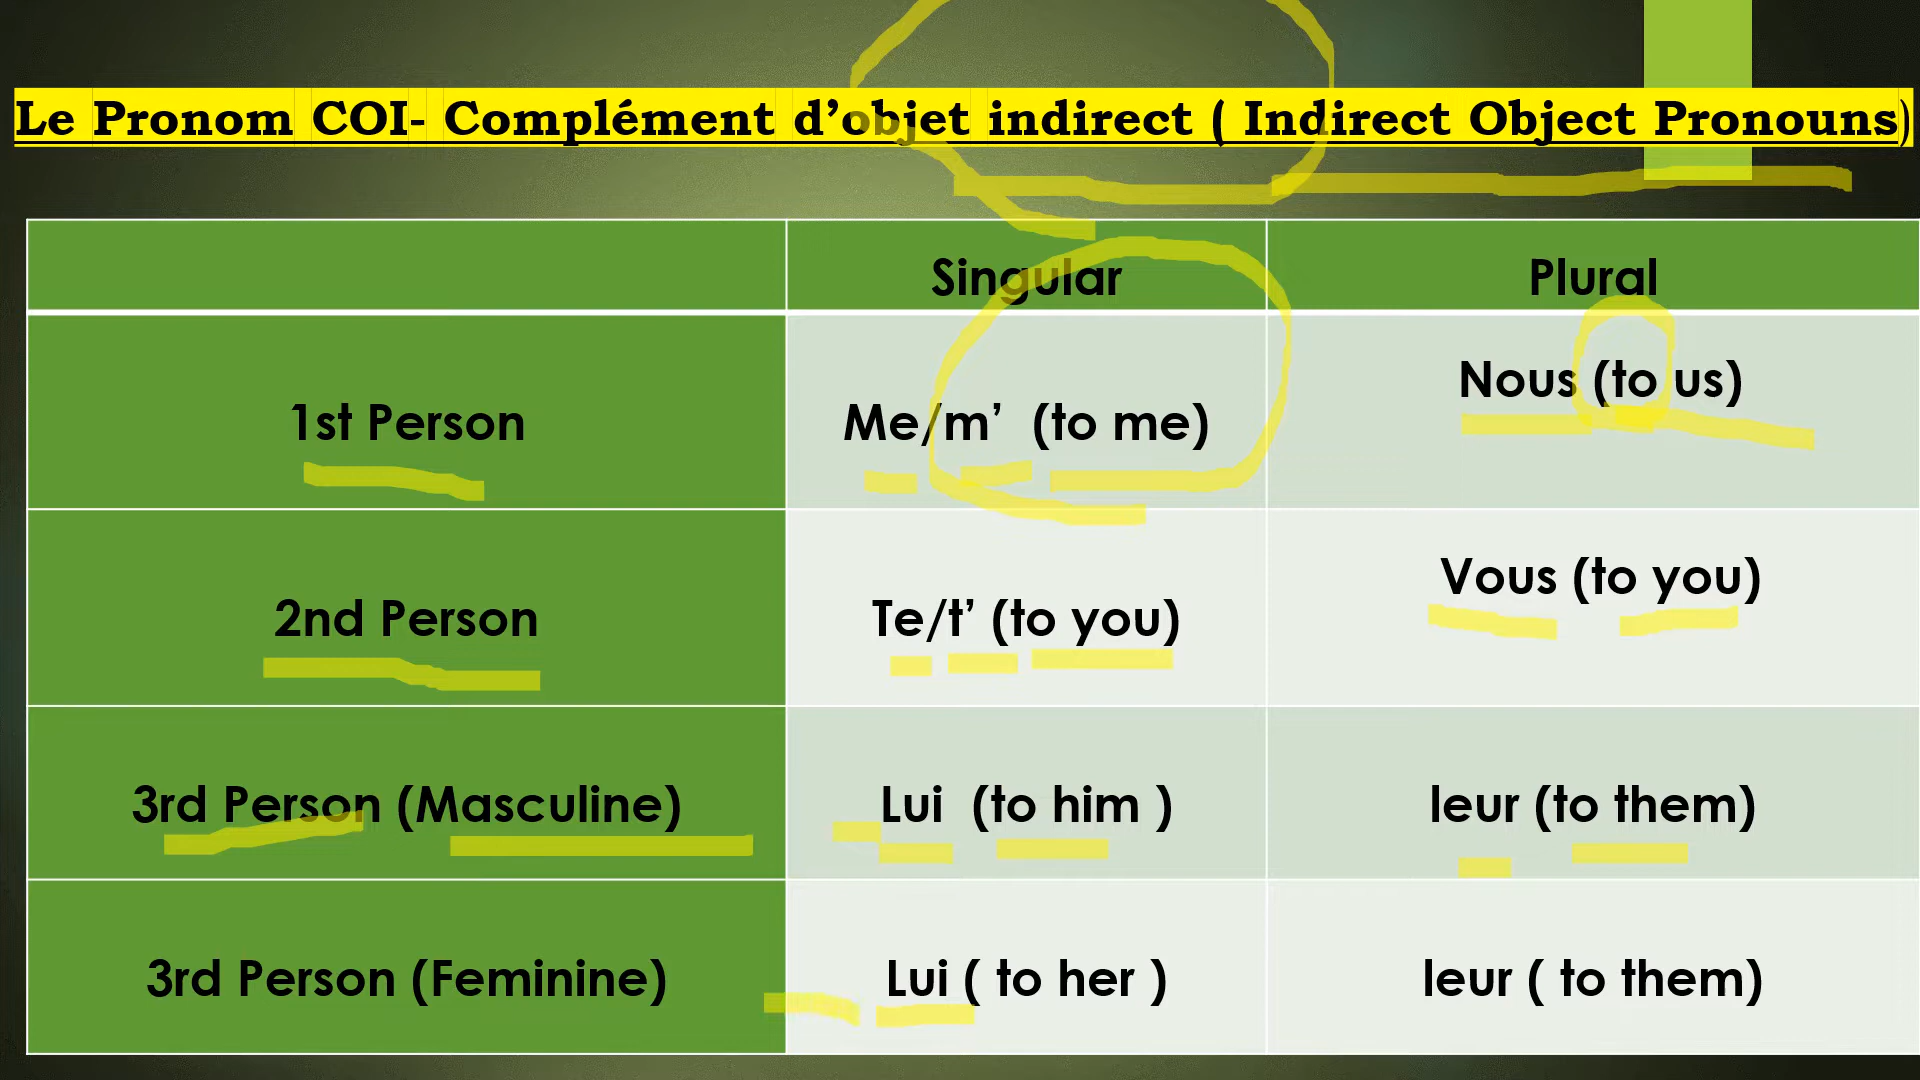 Le Pronom COI- Complément d’objet indirect ( Indirect Object Pronouns)
Singular Plural
1st Person Me/m’ (to me) Nous (to us)
2nd Person Te/t’ (to you) Vous (to you)
3rd Person (Masculine) Lui (to him ) leur (to them)
3rd Person (Feminine) Lui ( to her ) leur ( to them)